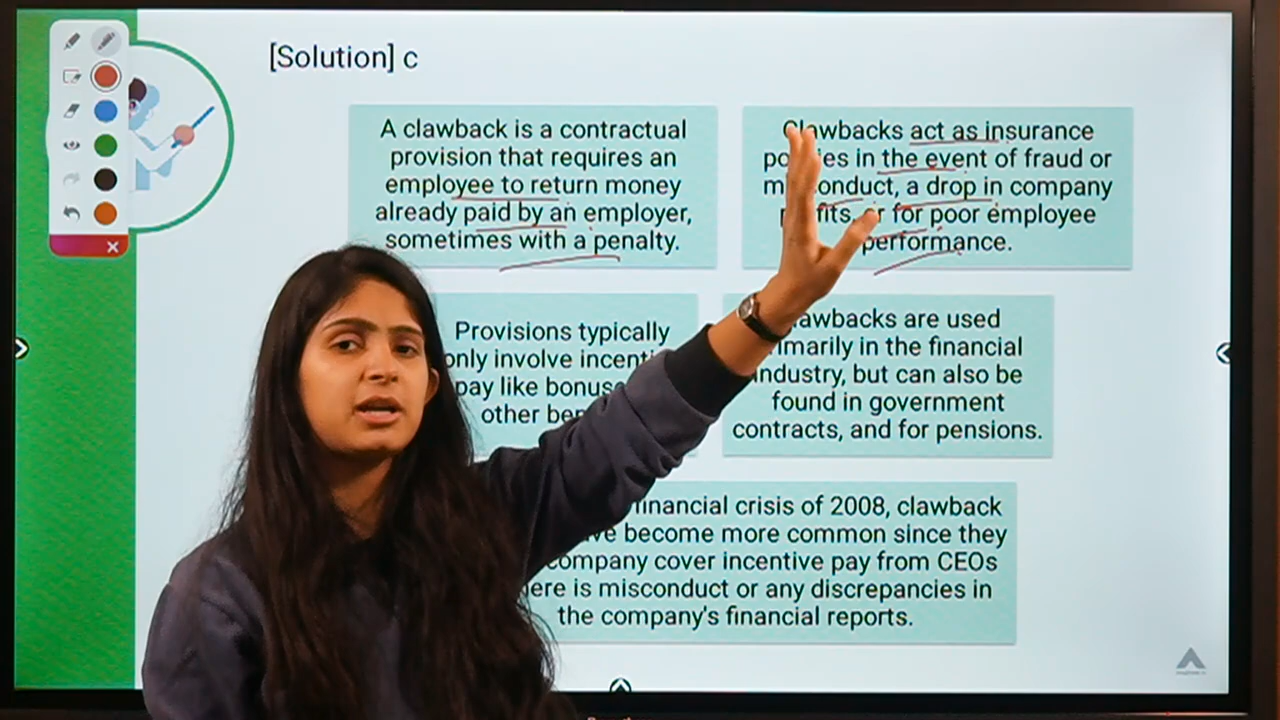 [Solution] c
A clawback is a contractual
provision that requires an
employee to return money
already paid by an employer,
sometimes with a penalty.
Clawbacks act as insurance
in the event of fraud or
a drop in company
or for poor employee
performance.
Provisions typically
only involve
pay like
other
are used
in the financial
industry, but can also be
found in government
contracts, and for pensions.
financial crisis of 2008, clawback
become more common since they
company cover incentive pay from CEOs
is misconduct or any discrepancies in
the company's financial reports.